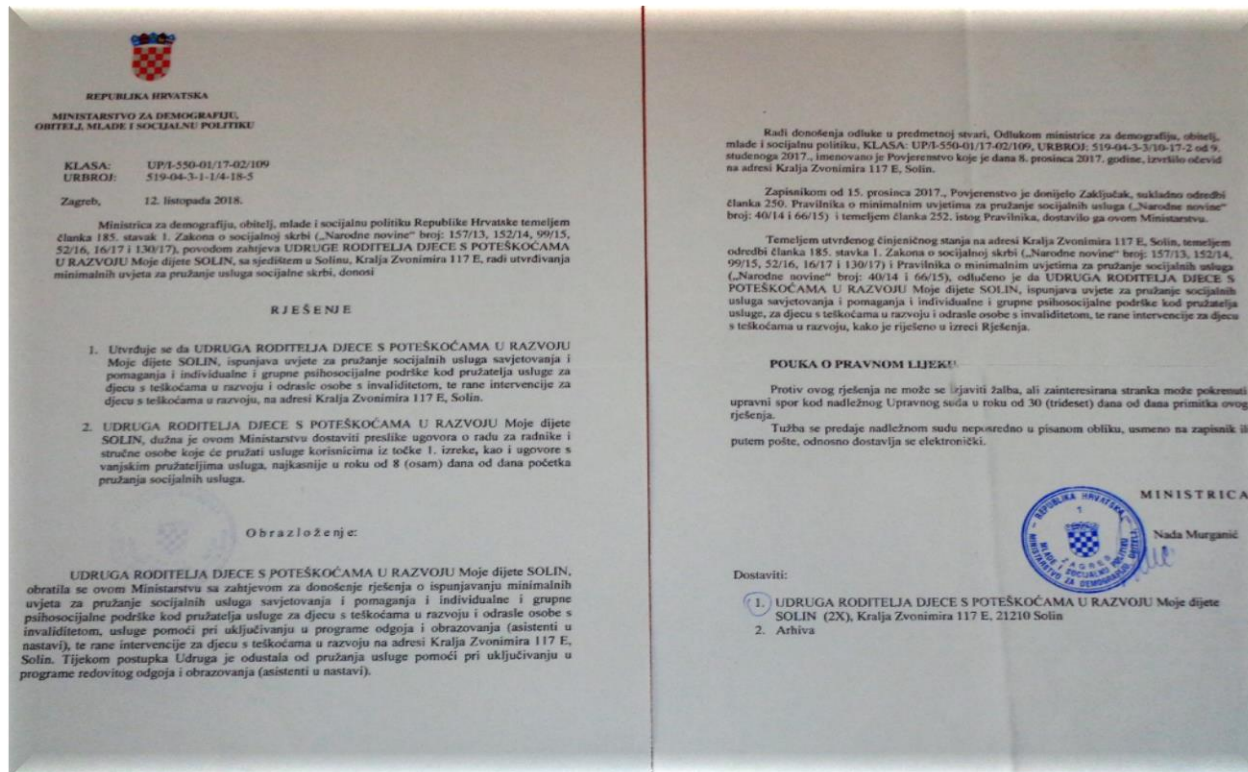 REPUBLIKA HRVATSKA
MINISTARSTVO ZA DEMOGRAFIJU,
OBITELJ, MLADE I SOCIJALNU POLITIKU
KLASA: UP/I-550-01/17-02/109
URBROJ: 519-04-3-1-1/4-18-5
Zagreb, 12. listopada 2018.
Ministrica za demografiju, obitelj, mlade i socijalnu politiku Republike Hrvatske temeljem
članka 185. stavak 1. Zakona o socijalnoj skrbi („Narodne novine" broj: 157/13, 152/14, 99/15,
52/16, 16/17 i 130/17), povodom zahtjeva UDRUGE RODITELJA DJECE S POTEŠKOĆAMA
U RAZVOJU Moje dijete SOLIN, sa sjedištem u Solinu, Kralja Zvonimira 117 E, radi utvrđivanja
minimalnih uvjeta za pružanje usluga socijalne skrbi, donosi
RJEŠENJE
1. Utvrđuje se da UDRUGA RODITELJA DJECE S POTEŠKOĆAMA U RAZVOJU
Moje dijete SOLIN, ispunjava uvjete za pružanje socijalnih usluga savjetovanja i
pomaganja i individualne i grupne psihosocijalne podrške kod pružatelja usluge za
djecu s teškoćama u razvoju i odrasle osobe s invaliditetom, te rane intervencije za
djecu s teškoćama u razvoju, na adresi Kralja Zvonimira 117 E, Solin.
2. UDRUGA RODITELJA DJECE S POTEŠKOĆAMA U RAZVOJU Moje dijete
SOLIN, dužna je ovom Ministarstvu dostaviti preslike ugovora o radu za radnike i
stručne osobe koje će pružati usluge korisnicima iz točke 1. izreke, kao i ugovore s
vanjskim pružateljima usluga, najkasnije u roku od 8 (osam) dana od dana početka
pružanja socijalnih usluga.
Obrazloženje:
UDRUGA RODITELJA DJECE S POTEŠKOĆAMA U RAZVOJU Moje dijete SOLIN,
obratila se ovom Ministarstvu sa zahtjevom za donošenje rješenja o ispunjavanju minimalnih
uvjeta za pružanje socijalnih usluga savjetovanja i pomaganja i individualne i grupne
psihosocijalne podrške kod pružatelja usluge za djecu s teškoćama u razvoju i odrasle osobe s
invaliditetom, usluge pomoći pri uključivanju u programe odgoja i obrazovanja (asistenti u
nastavi), te rane intervencije za djecu s teškoćama u razvoju na adresi Kralja Zvonimira 117 E,
Solin. Tijekom postupka Udruga je odustala od pružanja usluge pomoći pri uključivanju u
programe redovitog odgoja i obrazovanja (asistenti u nastavi).
Radi donošenja odluke u predmetnoj stvari, Odlukom ministrice za demografiju, obitelj,
mlade i socijalnu politiku, KLASA: UP/I-550-01/17-02/109, URBROJ: 519-04-3-3/10-17-2 od 9.
studenoga 2017., imenovano je Povjerenstvo koje je dana 8. prosinca 2017. godine, izvršilo očevid
na adresi Kralja Zvonimira 117 E, Solin.
Zapisnikom od 15. prosinca 2017., Povjerenstvo je donijelo Zaključak, sukladno odredbi
članka 250. Pravilnika o minimalnim uvjetima za pružanje socijalnih usluga („Narodne novine"
broj: 40/14 i 66/15) i temeljem članka 252. istog Pravilnika, dostavilo ga ovom Ministarstvu.
Temeljem utvrđenog činjeničnog stanja na adresi Kralja Zvonimira 117 E, Solin, temeljem
odredbi članka 185. stavka 1. Zakona o socijalnoj skrbi („Narodne novine" broj: 157/13, 152/14,
99/15, 52/16, 16/17 i 130/17) i Pravilnika o minimalnim uvjetima za pružanje socijalnih usluga
(„Narodne novine" broj: 40/14 i 66/15), odlučeno je da UDRUGA RODITELJA DJECE S
POTEŠKOĆAMA U RAZVOJU Moje dijete SOLIN, ispunjava uvjete za pružanje socijalnih
usluga savjetovanja i pomaganja i individualne i grupne psihosocijalne podrške kod pružatelja
usluge, za djecu s teškoćama u razvoju i odrasle osobe s invaliditetom, te rane intervencije za djecu
s teškoćama u razvoju, kako je riješeno u izreci Rješenja.
POUKA O PRAVNOM LIJEKU
Protiv ovog rješenja ne može se izjaviti žalba, ali zainteresirana stranka može pokrenuti
upravni spor kod nadležnog Upravnog suda u roku od 30 (trideset) dana od dana primitka ovog
rješenja.
Tužba se predaje nadležnom sudu neposredno u pisanom obliku, usmeno na zapisnik ili
putem pošte, odnosno dostavlja se elektronički.
MINISTRICA
Nada Murganić
REPUBLIKA HRVATSKA
1
MINISTARSTVO ZA DEMOGRAFIJU, OBITELJ,
MLADE I SOCIJALNU POLITIKU
ZAGREB
Dostaviti:
1. UDRUGA RODITELJA DJECE S POTEŠKOĆAMA U RAZVOJU Moje dijete
SOLIN (2X), Kralja Zvonimira 117 E, 21210 Solin
2. Arhiva